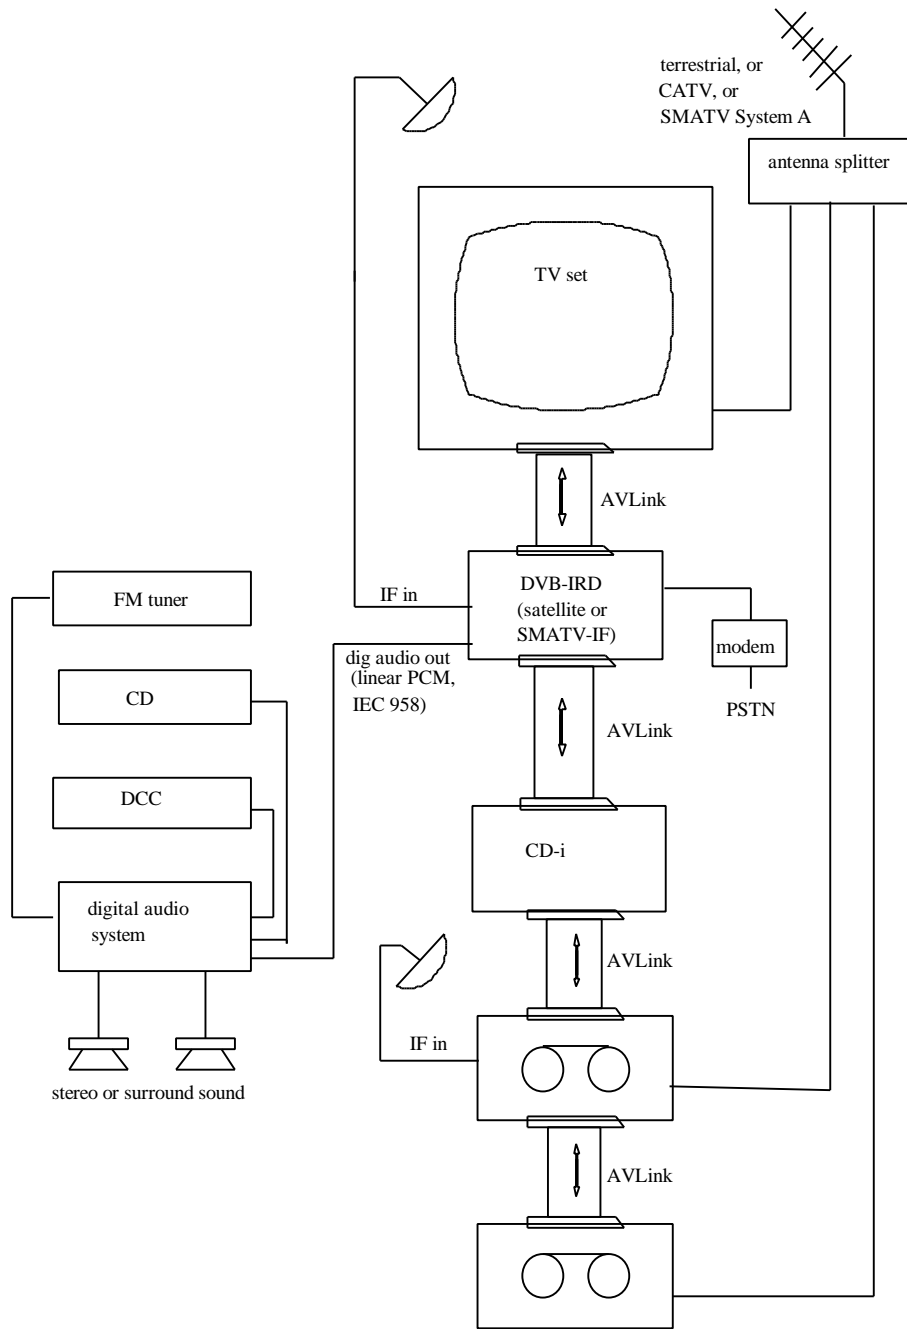 terrestrial, or
CATV, or
SMATV System A
antenna splitter
TV set
AVLink
DVB-IRD
(satellite or
SMATV-IF)
IF in
FM tuner
modem
dig audio out
(linear PCM,
IEC 958)
CD
PSTN
AVLink
DCC
CD-i
digital audio
system
AVLink
IF in
stereo or surround sound
AVLink